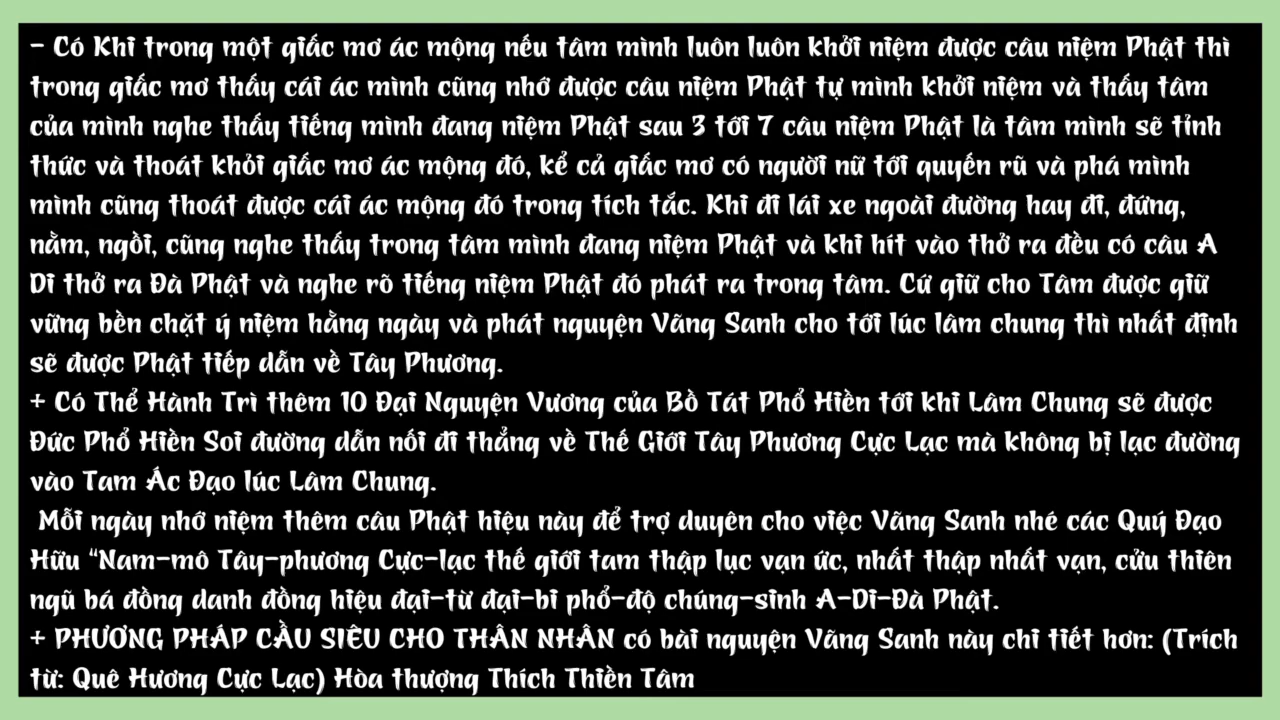 - Có Khi trong một giấc mơ ác mộng nếu tâm mình luôn luôn khởi niệm được câu niệm Phật thì
trong giấc mơ thấy cái ác mình cũng nhớ được câu niệm Phật tự mình khởi niệm và thấy tâm
của mình nghe thấy tiếng mình đang niệm Phật sau 3 tới 7 câu niệm Phật là tâm mình sẽ tỉnh
thức và thoát khỏi giấc mơ ác mộng đó, kể cả giấc mơ có người nữ tới quyến rũ và phá mình
mình cũng thoát được cái ác mộng đó trong tích tắc. Khi đi lái xe ngoài đường hay đi, đứng,
nằm, ngồi, cũng nghe thấy trong tâm mình đang niệm Phật và khi hít vào thở ra đều có câu A
Di thở ra Đà Phật và nghe rõ tiếng niệm Phật đó phát ra trong tâm. Cứ giữ cho Tâm được giữ
vững bền chặt ý niệm hằng ngày và phát nguyện Vãng Sanh cho tới lúc lâm chung thì nhất định
sẽ được Phật tiếp dẫn về Tây Phương.
+ Có Thể Hành Trì thêm 10 Đại Nguyện Vương của Bồ Tát Phổ Hiền tới khi Lâm Chung sẽ được
Đức Phổ Hiền Soi đường dẫn nối đi thẳng về Thế Giới Tây Phương Cực Lạc mà không bị lạc đường
vào Tam Ác Đạo lúc Lâm Chung.
Mỗi ngày nhớ niệm thêm câu Phật hiệu này để trợ duyên cho việc Vãng Sanh nhé các Quý Đạo
Hữu "Nam-mô Tây-phương Cực-lạc thế giới tam thập lục vạn ức, nhất thập nhất vạn, cửu thiên
ngũ bá đồng danh đồng hiệu đại-từ đại-bi phổ-độ chúng-sinh A-Di-Đà Phật.
+ PHƯƠNG PHÁP CẦU SIÊU CHO THÂN NHÂN có bài nguyện Vãng Sanh này chi tiết hơn: (Trích
từ: Quê Hương Cực Lạc) Hòa thượng Thích Thiền Tâm